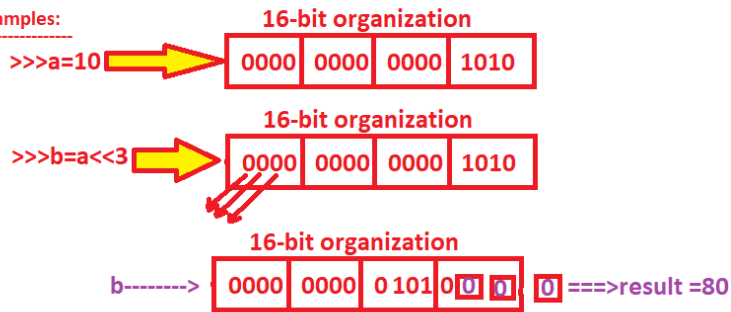 amples:
-------------
16-bit organization
>>>a=10 0000 0000 0000 1010
16-bit organization
>>>b=a<<3 0000 0000 0000 1010
16-bit organization
b--------> 0000 0000 0 101 0 0 0 0 ===>result =80